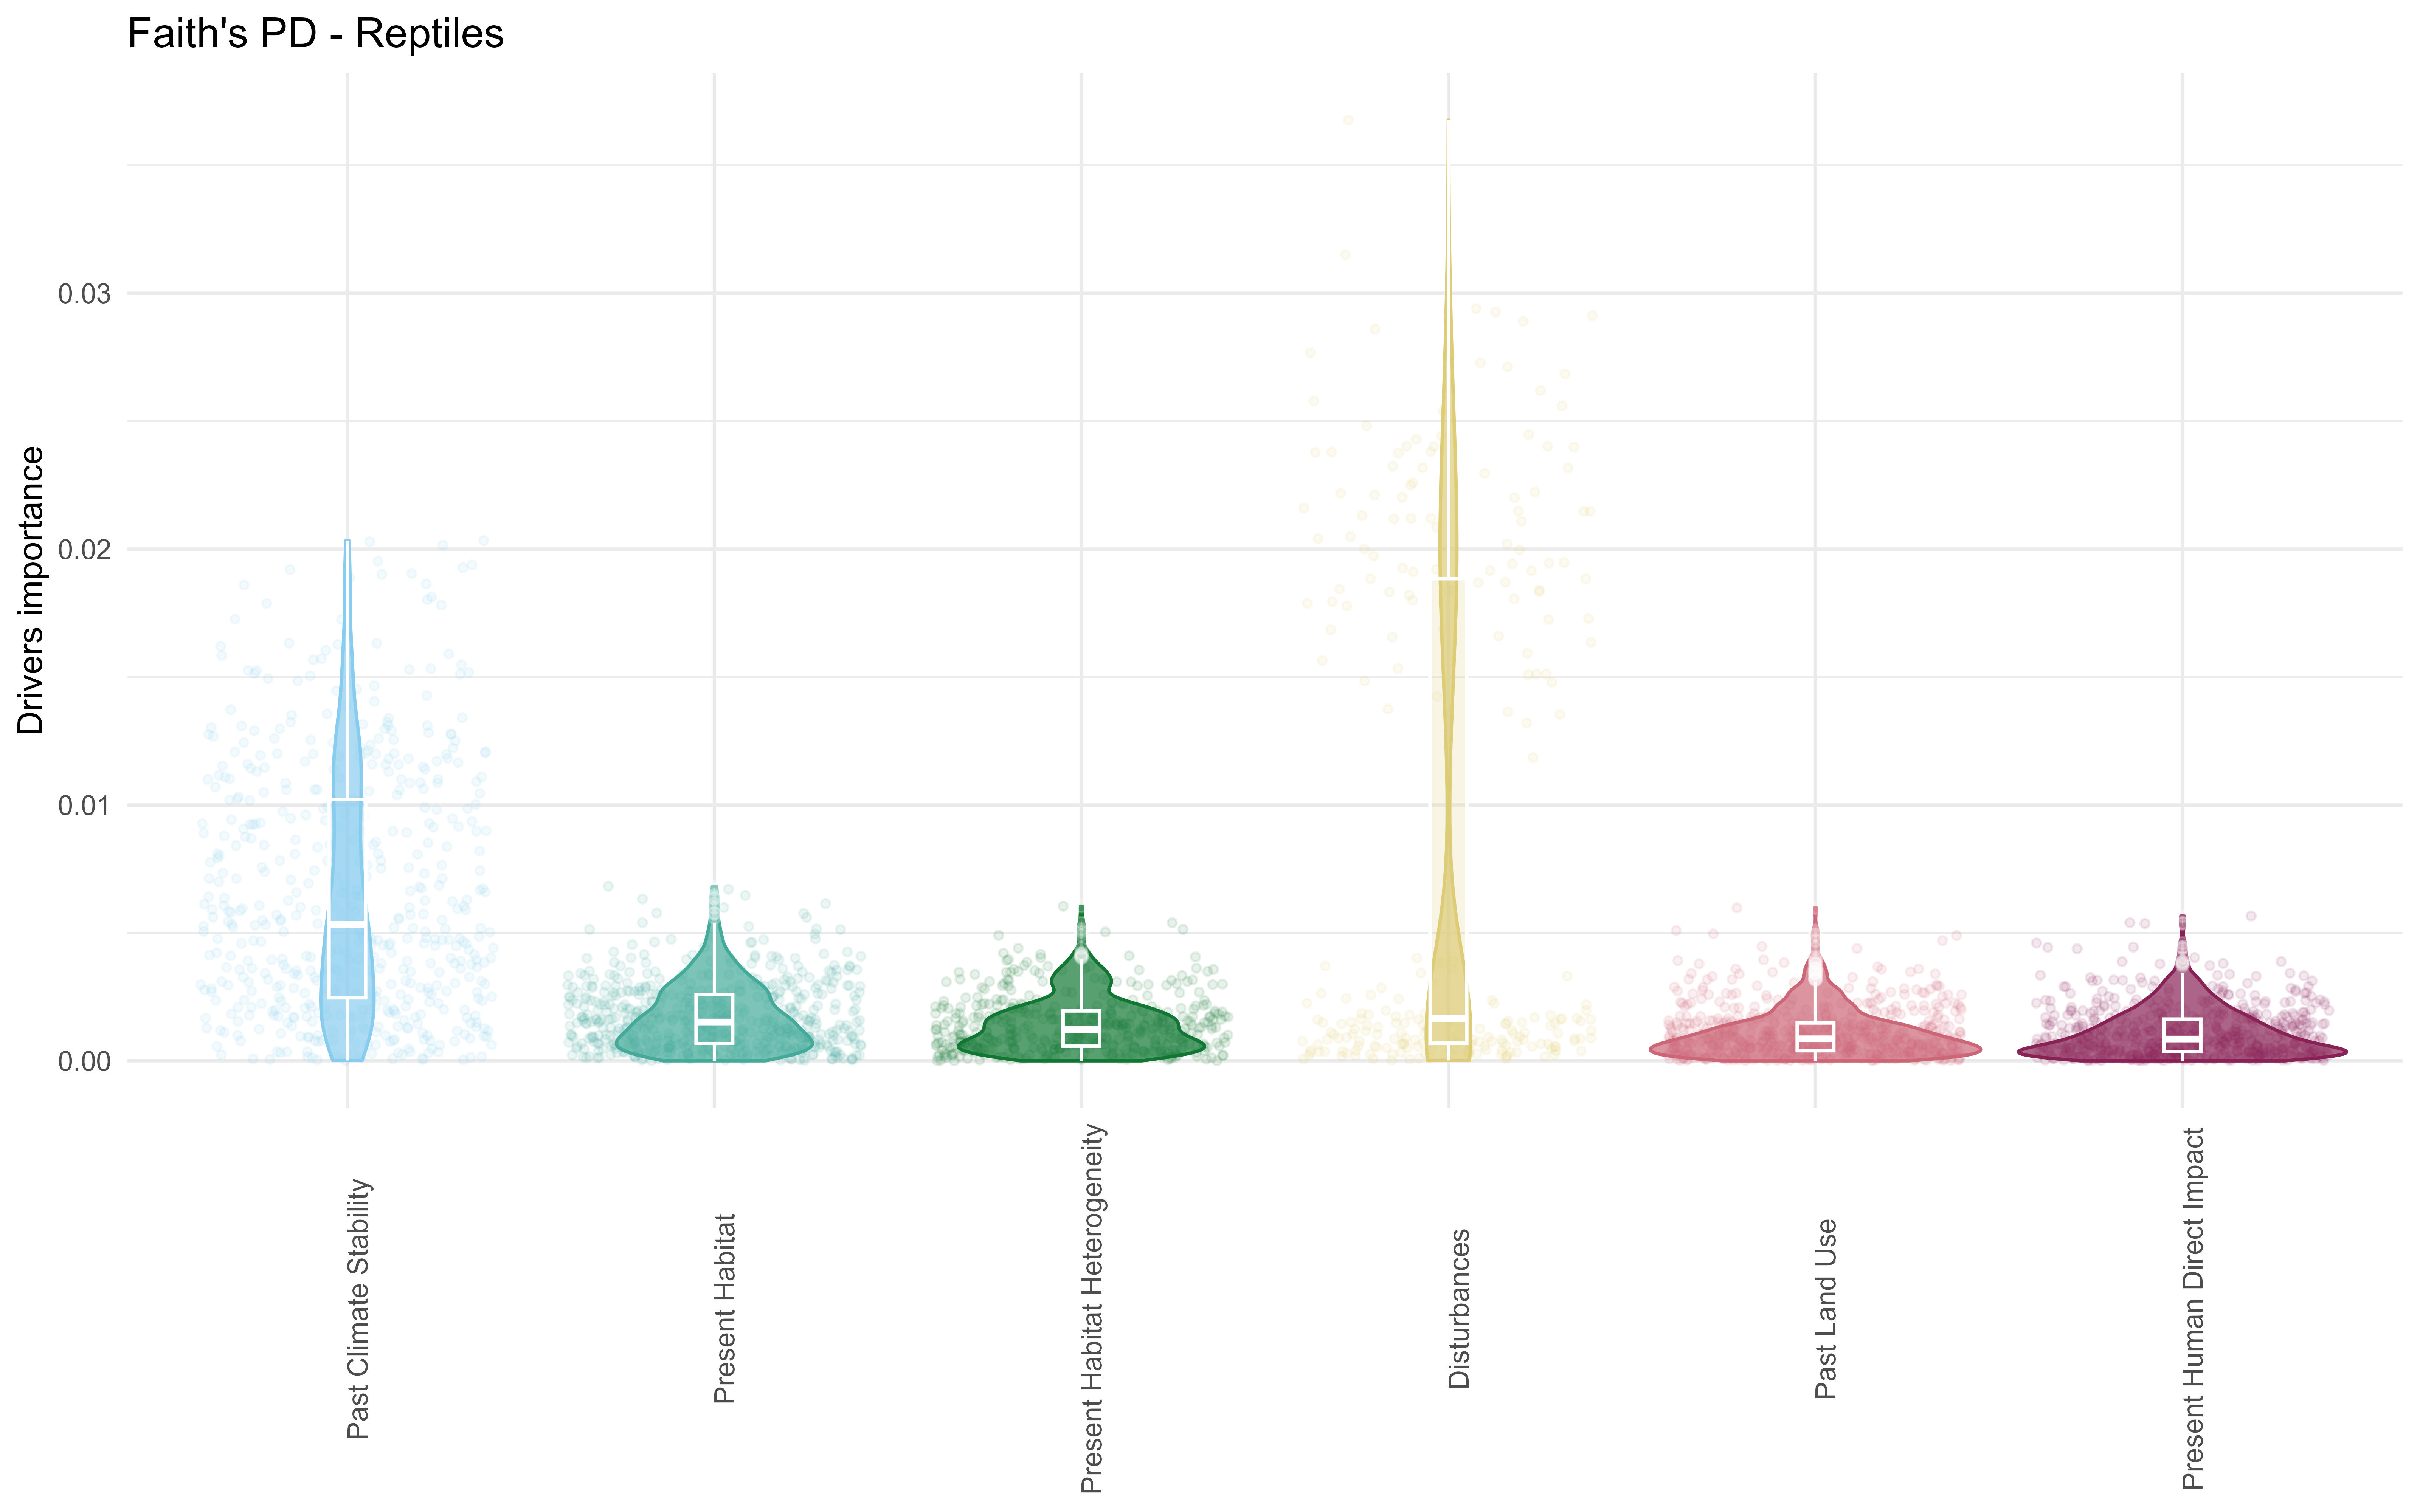 Faith's PD - Reptiles
Drivers importance
0.03
0.02
0.01
0.00
Past Climate Stability
Present Habitat
Present Habitat Heterogeneity
Disturbances
Past Land Use
Present Human Direct Impact